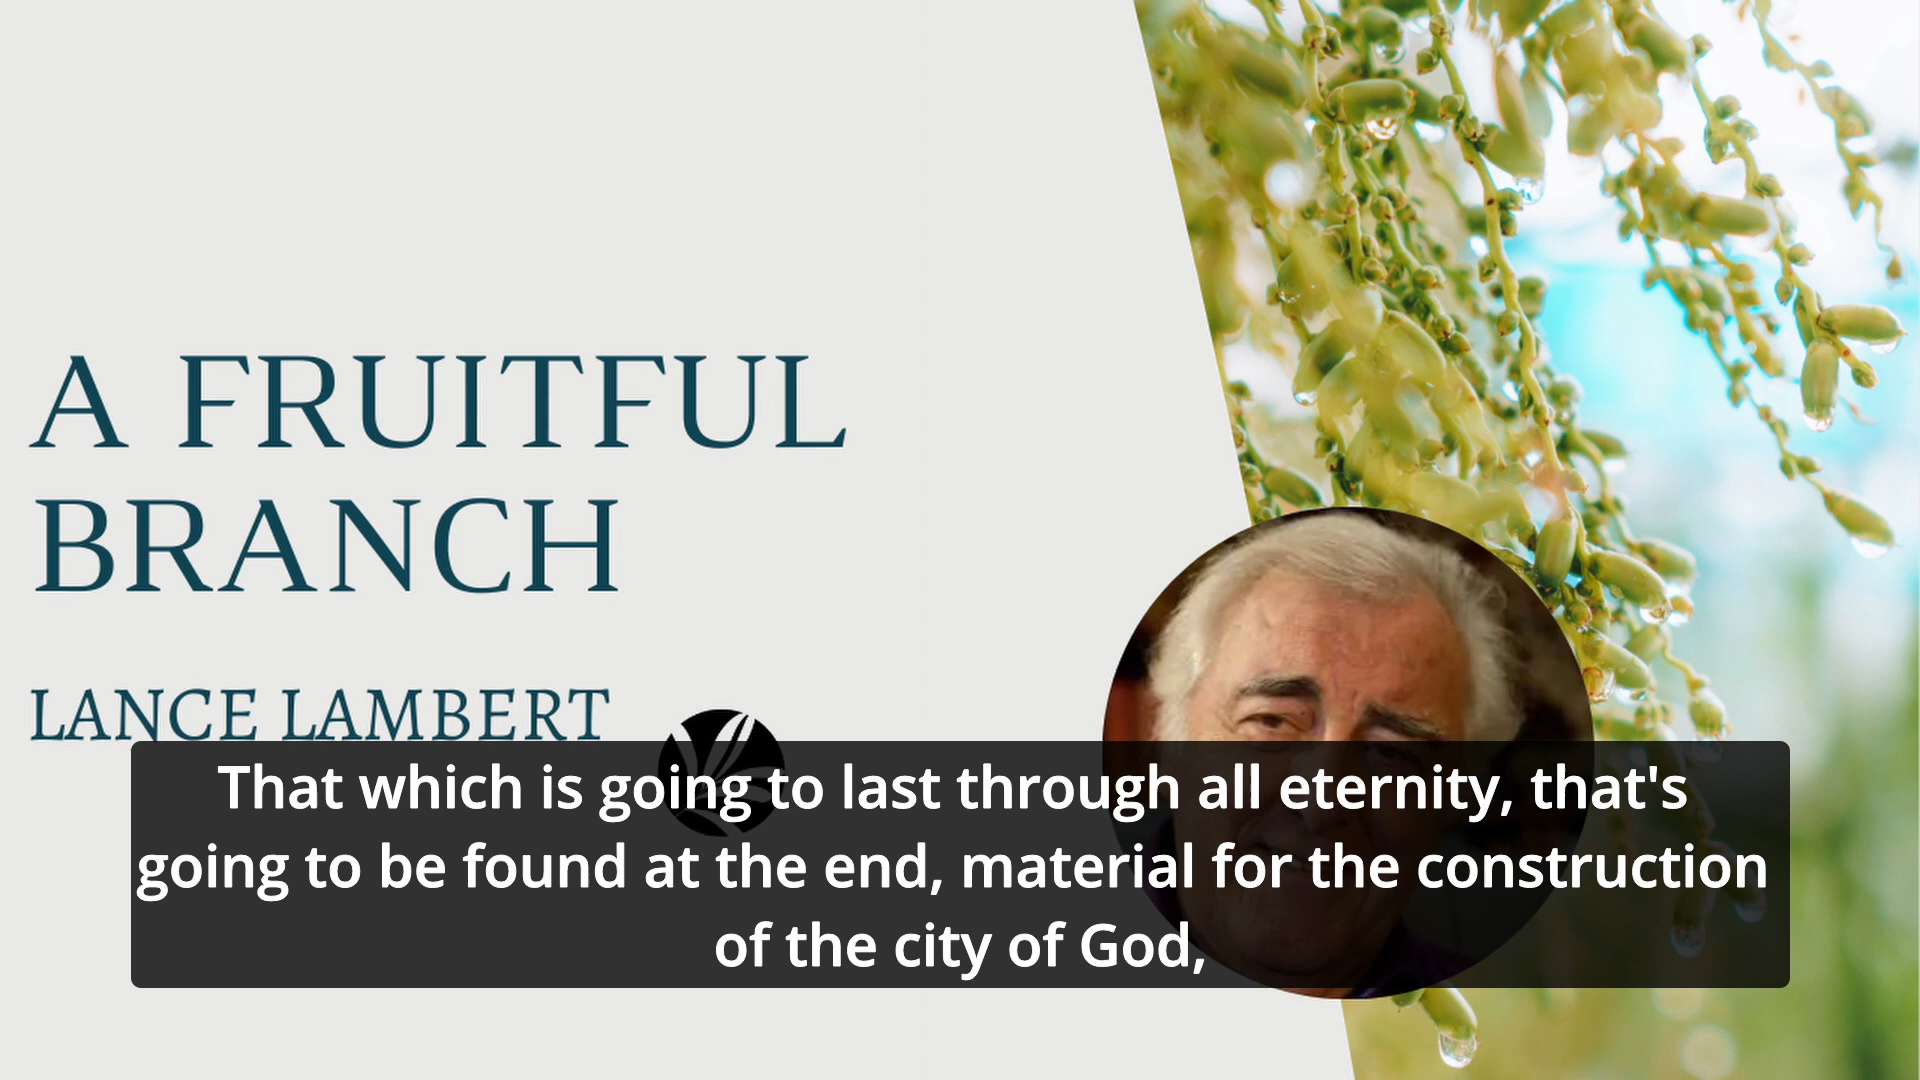 A FRUITFUL
BRANCH
LANCE LAMBERT
That which is going to last through all eternity, that's
going to be found at the end, material for the construction
of the city of God,